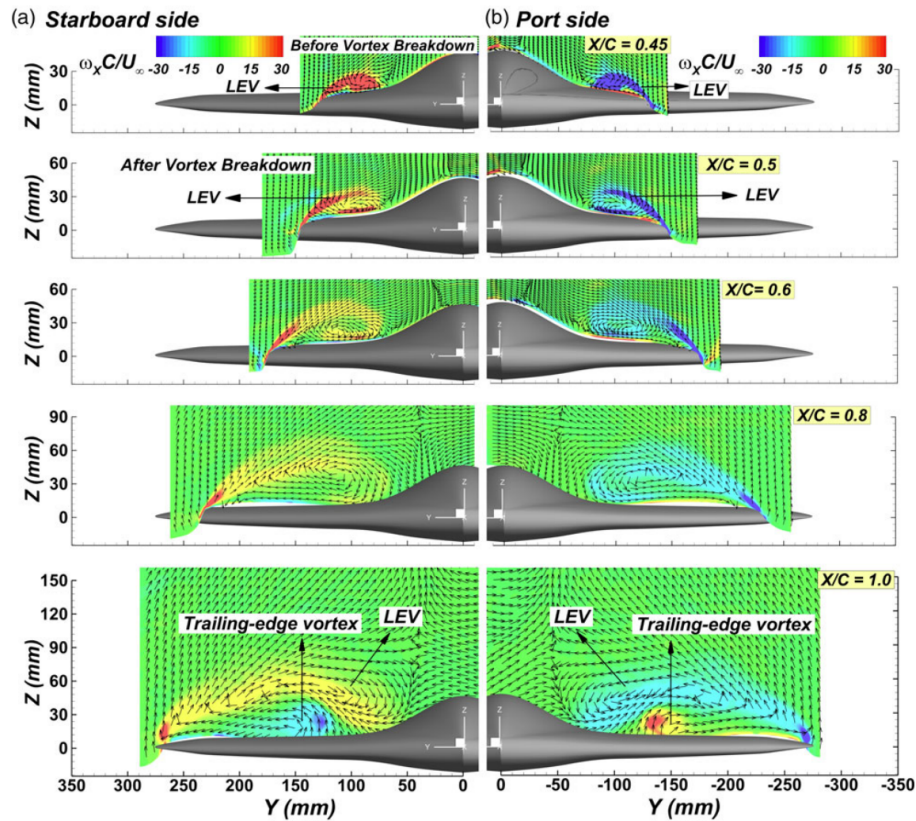 (a) Starboard side
(b) Port side
ωxC/U∞
-30 -15 0 15 30
Before Vortex Breakdown
X/C = 0.45
ωxC/U∞
-30 -15 0 15 30
Z (mm)
30
0
LEV
Z
Y
Z
LEV
Z (mm)
60
30
0
After Vortex Breakdown
LEV
Z
Y
Z
X/C = 0.5
LEV
Z (mm)
60
30
0
Z
Y
Z
X/C= 0.6
Z (mm)
90
60
30
0
Z
Y
Z
X/C = 0.8
Z (mm)
150
120
90
60
30
0
Trailing-edge vortex
LEV
Z
Y
Z
LEV
Trailing-edge vortex
X/C = 1.0
350 300 250 200 150 100 50 0
0 -50 -100 -150 -200 -250 -300 -350
Y (mm)
Y (mm)